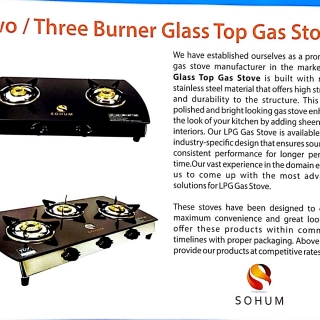 wo / Three Burner Glass Top Gas Sto
We have established ourselves as a pro
gas stove manufacturer in the marke
Glass Top Gas Stove is built with
stainless steel material that offers high str
and durability to the structure. This
polished and bright looking gas stove enh
the look of your kitchen by adding sheen
interiors. Our LPG Gas Stove is available
industry-specific design that ensures sour
consistent performance for longer per
time.Our vast experience in the domain e
us to come up with the most adv
solutions for LPG Gas Stove.
These stoves have been designed to
maximum convenience and great loo
offer these products within comm
timelines with proper packaging. Above
provide our products at competitive rates
SOHUM
SOHUM